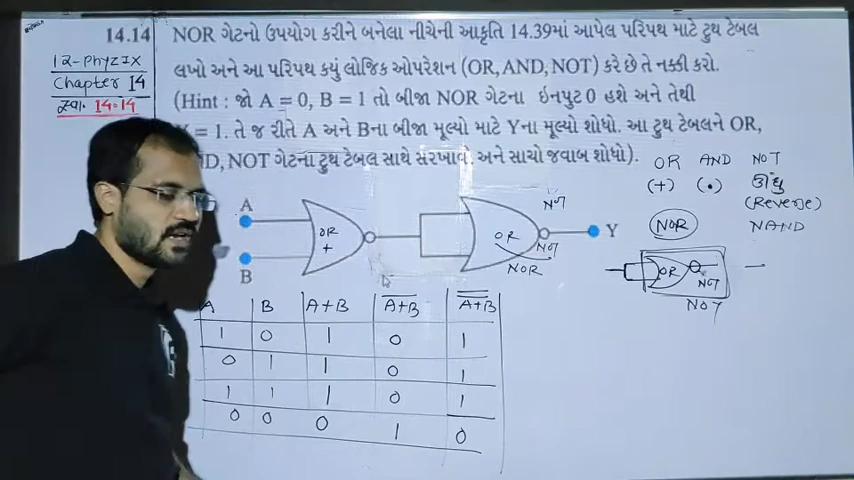 14.14 NOR ગેટનો ઉપયોગ કરીને બનેલા નીચેની આકૃતિ 14.39માં આપેલ પરિપથ માટે ટ્રુથ ટેબલ
લખો અને આ પરિપથ કયું લોજિક ઓપરેશન (OR, AND, NOT) કરે છે તે નક્કી કરો.
(Hint : જો A = 0, B = 1 તો બીજા NOR ગેટના ઇનપુટ 0 હશે અને તેથી
= 1. તે જ રીતે A અને Bના બીજા મૂલ્યો માટે Yના મૂલ્યો શોધો. આ ટ્રુથ ટેબલને OR,
NOT ગેટના ટ્રુથ ટેબલ સાથે સરખાવો અને સાચો જવાબ શોધો).
12-PhyzIX
Chapter 14
સ્વા. 14.14
OR AND NOT
(+) (•) ઊંધુ
(Reverse)
NOR NAND
A
B
OR
+
OR
NOT
NOT
NOR
Y
OR
NOT
NOT
A B A+B A̅+̅B̅ A̿+̿B̿
1 0 1 0 1
0 1 1 0 1
1 1 1 0 1
0 0 0 1 0